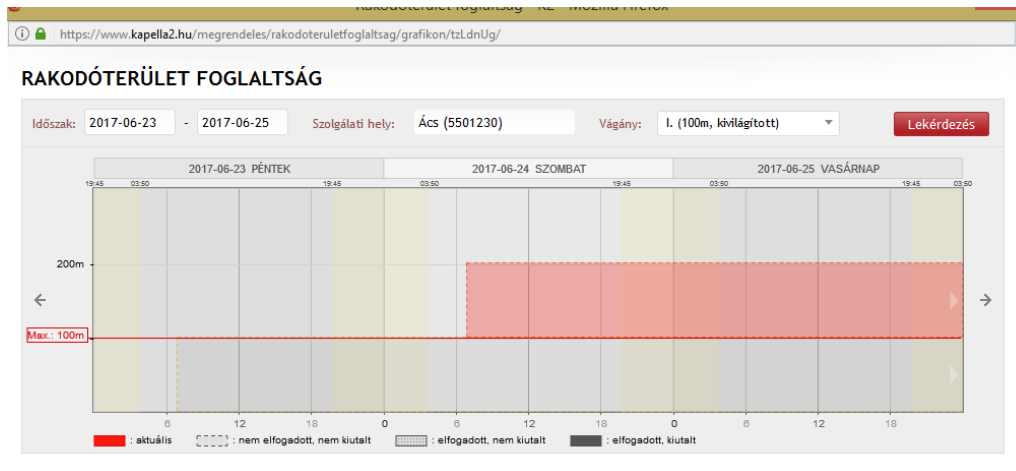 Rakodóterület foglaltság - RZ - Mozilla Firefox
https://www.kapella2.hu/megrendeles/rakodoteruletfoglaltsag/grafikon/tzLdnUg/
RAKODÓTERÜLET FOGLALTSÁG
Időszak: 2017-06-23 - 2017-06-25 Szolgálati hely: Ács (5501230) Vágány: I. (100m, kivilágított) Lekérdezés
2017-06-23 PÉNTEK 2017-06-24 SZOMBAT 2017-06-25 VASÁRNAP
19:45 03:50 19:45 03:50 19:45 03:50 19:45 03:50
200m
Max.: 100m
6 12 18 0 6 12 18 0 6 12 18
: aktuális : nem elfogadott, nem kiutalt : elfogadott, nem kiutalt : elfogadott, kiutalt